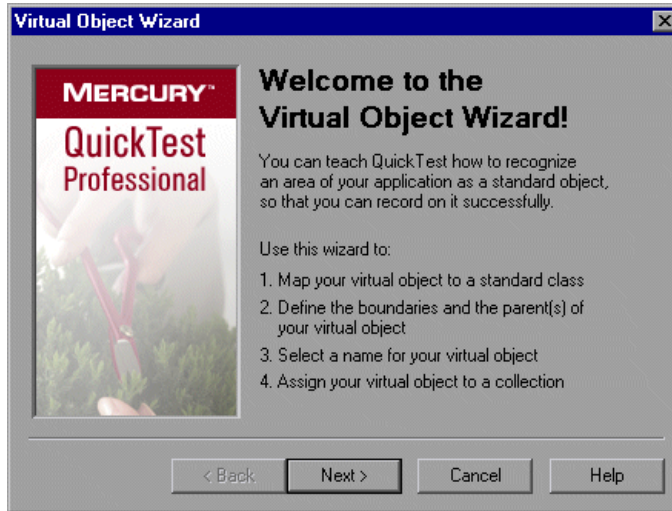 Virtual Object Wizard
MERCURY™
QuickTest
Professional
Welcome to the
Virtual Object Wizard!
You can teach QuickTest how to recognize
an area of your application as a standard object,
so that you can record on it successfully.
Use this wizard to:
1. Map your virtual object to a standard class
2. Define the boundaries and the parent(s) of
your virtual object
3. Select a name for your virtual object
4. Assign your virtual object to a collection
< Back
Next >
Cancel
Help